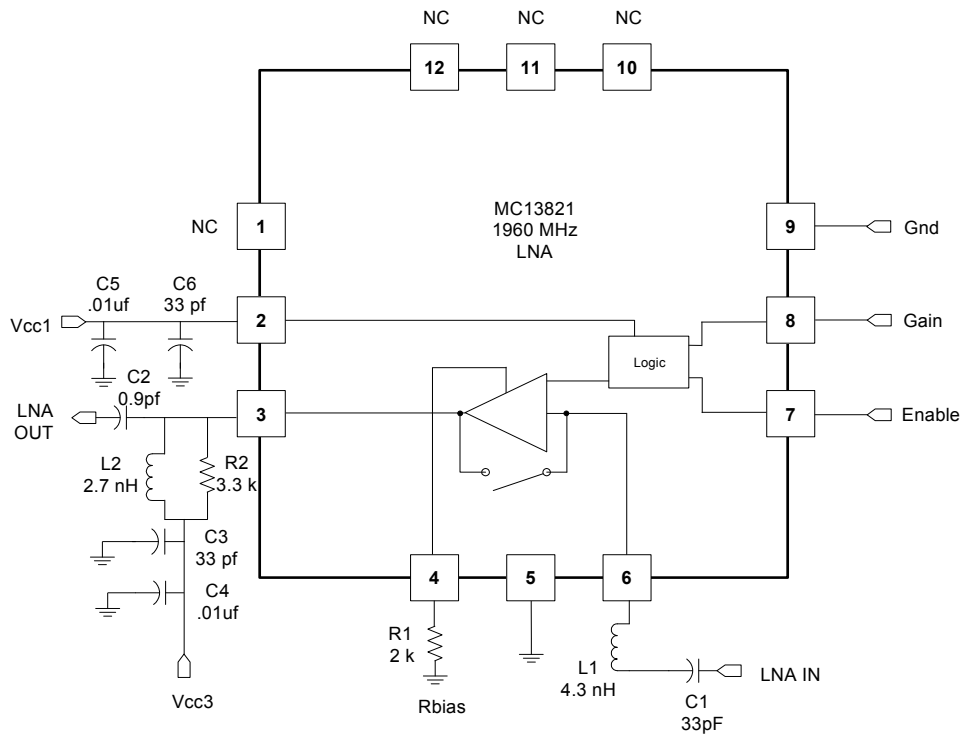 NC
NC
NC
12
11
10
NC
1
MC13821
1960 MHz
LNA
9
Gnd
C5
.01uf
C6
33 pf
Vcc1
2
8
Gain
Logic
C2
0.9pf
LNA
OUT
3
7
Enable
L2
2.7 nH
R2
3.3 k
C3
33 pf
C4
.01uf
4
5
6
R1
2 k
Rbias
L1
4.3 nH
C1
33pF
LNA IN
Vcc3